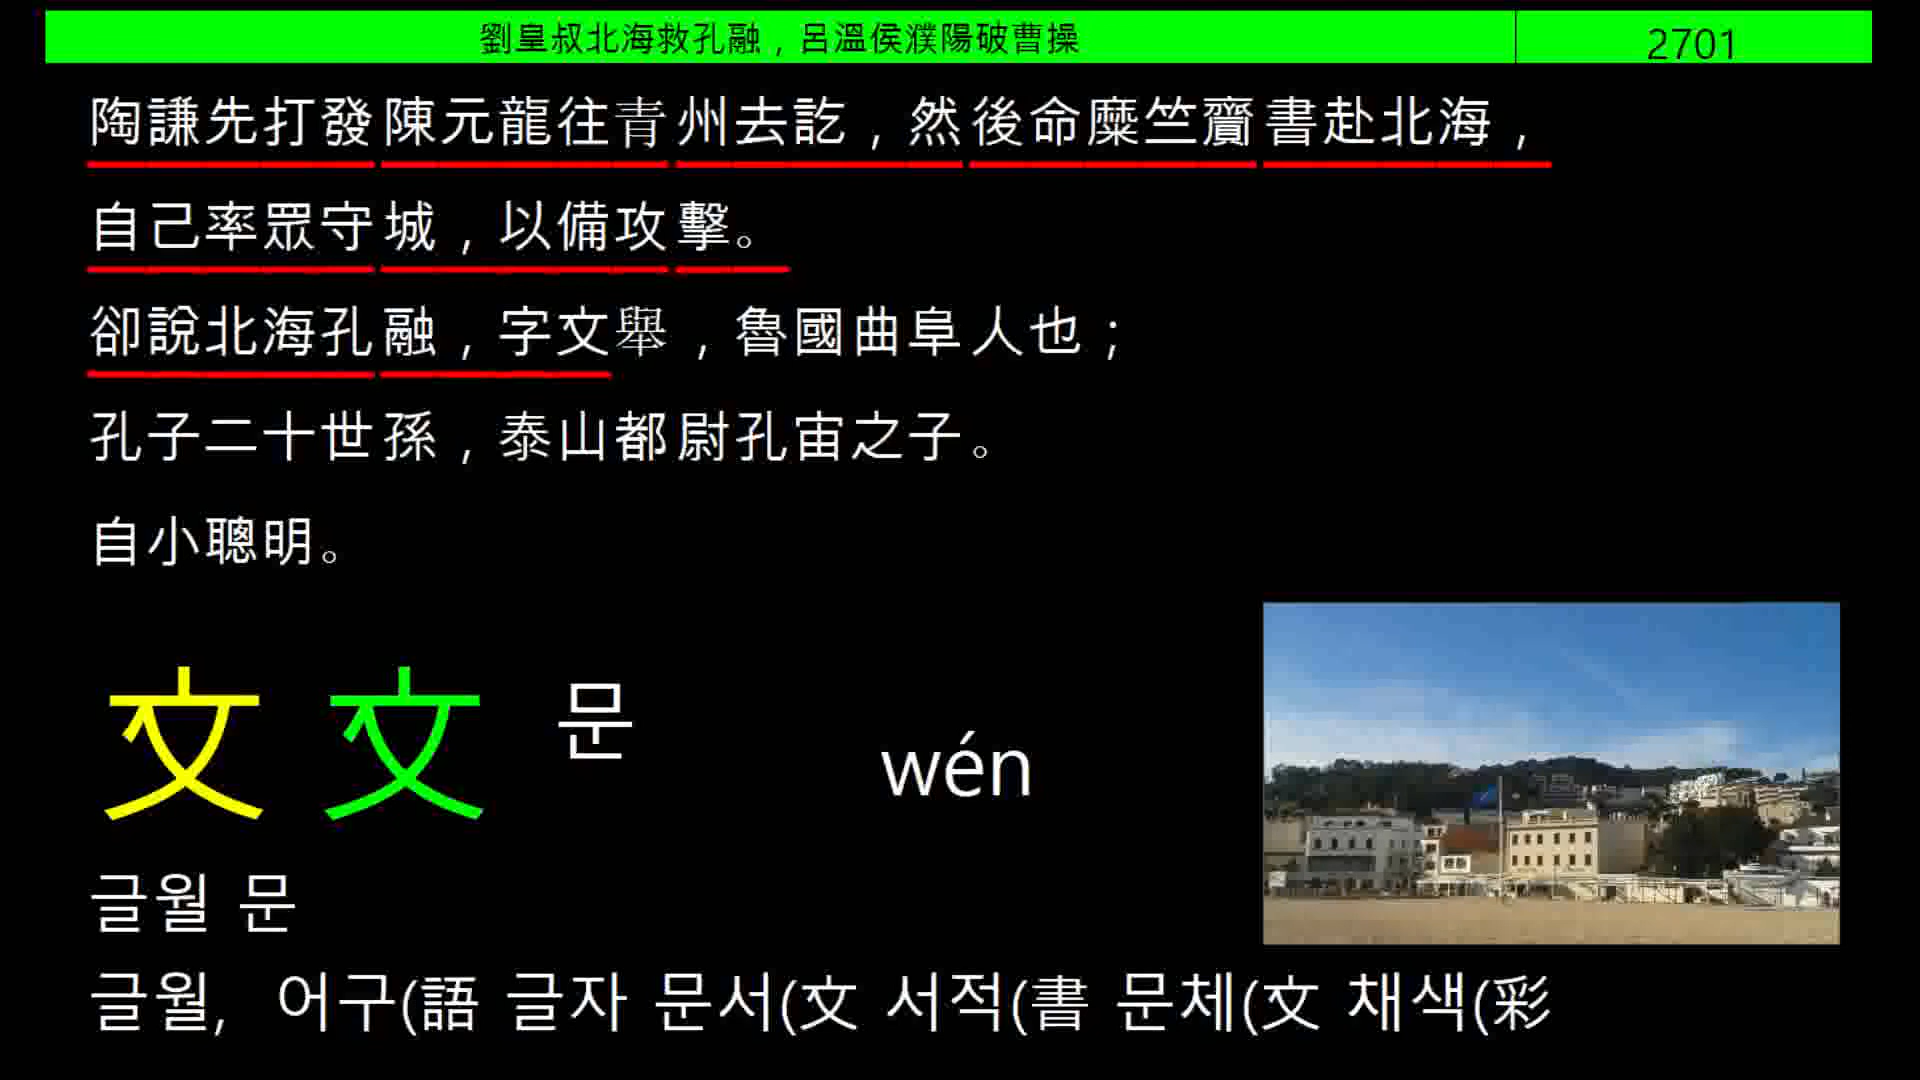 劉皇叔北海救孔融，呂溫侯濮陽破曹操
2701
陶謙先打發陳元龍往青州去訖，然後命糜竺齎書赴北海，
自己率眾守城，以備攻擊。
卻說北海孔融，字文舉，魯國曲阜人也；
孔子二十世孫，泰山都尉孔宙之子。
自小聰明。
文 文 문 wén
글월 문
글월, 어구(語 글자 문서(文 서적(書 문체(文 채색(彩